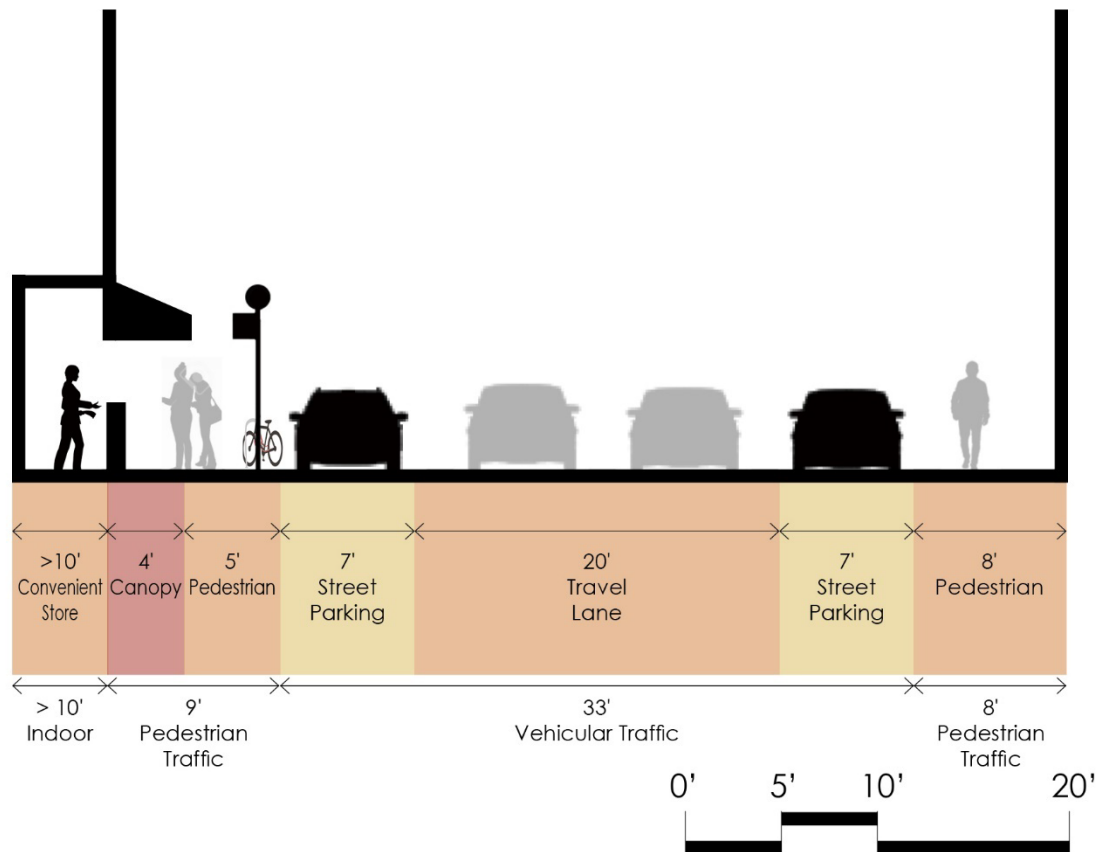 >10'
Convenient
Store
4'
Canopy
5'
Pedestrian
7'
Street
Parking
20'
Travel
Lane
7'
Street
Parking
8'
Pedestrian
> 10'
Indoor
9'
Pedestrian
Traffic
33'
Vehicular Traffic
8'
Pedestrian
Traffic
0’ 5’ 10’ 20’